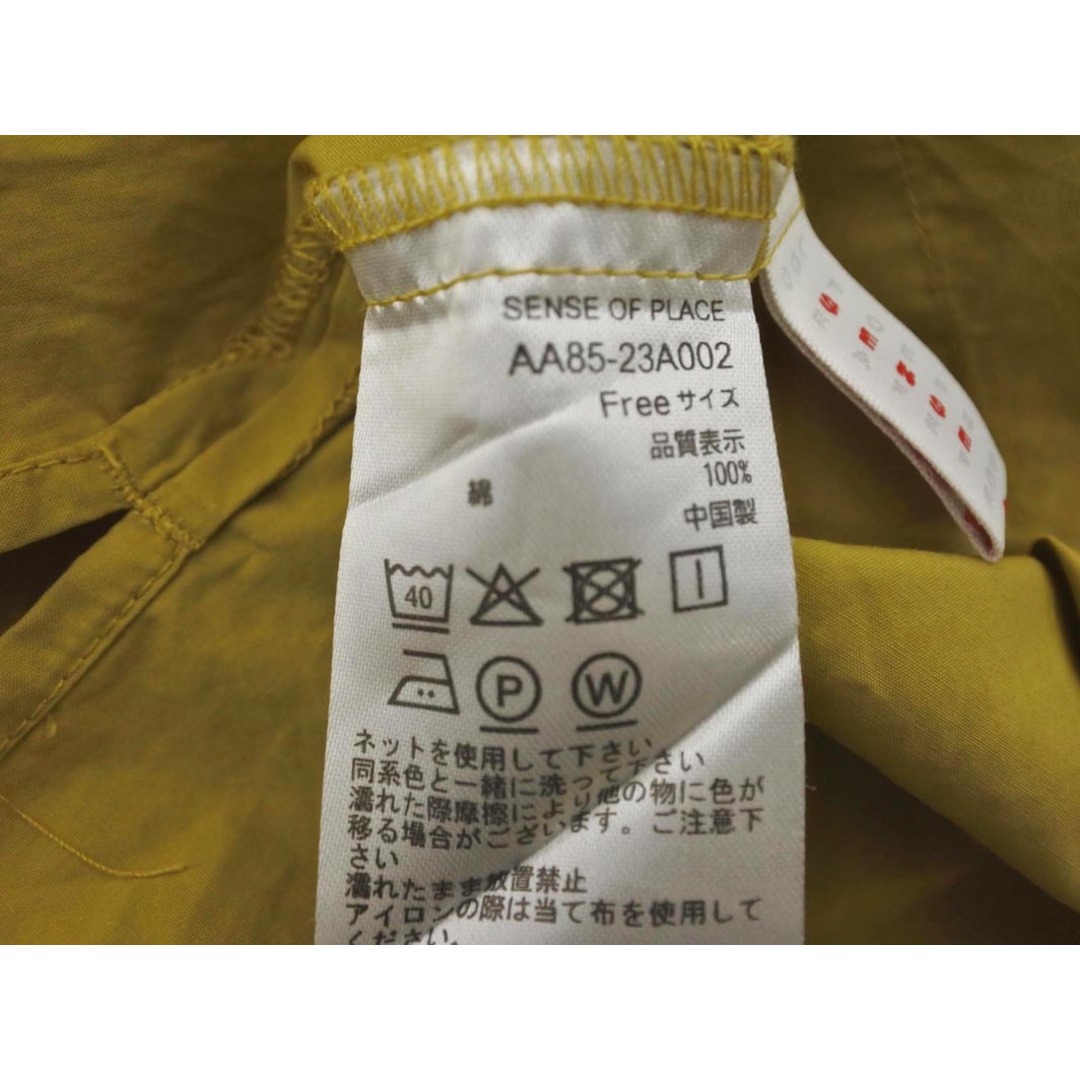 SENSE OF PLACE
AA85-23A002
Freeサイズ
品質表示
綿 100%
中国製
40
P W
ネットを使用して下さい
同系色と一緒に洗って下さい
濡れた際摩擦により他の物に色が
移る場合がございます。ご注意下
さい
濡れたまま放置禁止
アイロンの際は当て布を使用して
ください。
SENSE